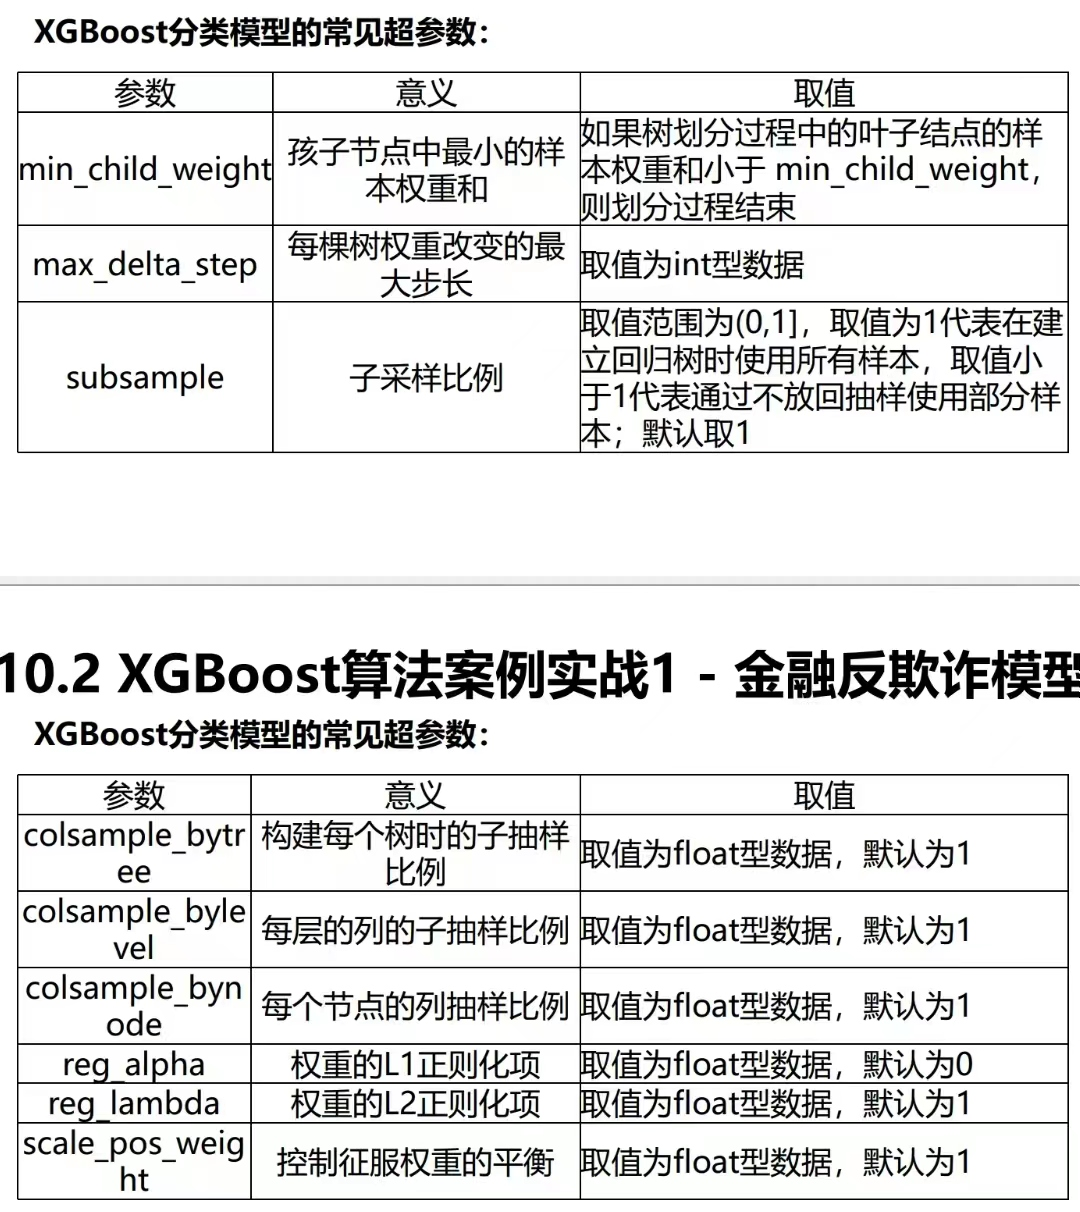 XGBoost分类模型的常见超参数：
参数 意义 取值
min_child_weight
孩子节点中最小的样
本权重和
如果树划分过程中的叶子结点的样
本权重和小于 min_child_weight，
则划分过程结束
max_delta_step
每棵树权重改变的最
大步长
取值为int型数据
subsample
子采样比例
取值范围为(0,1]，取值为1代表在建
立回归树时使用所有样本，取值小
于1代表通过不放回抽样使用部分样
本；默认取1
10.2 XGBoost算法案例实战1 - 金融反欺诈模型
XGBoost分类模型的常见超参数：
参数 意义 取值
colsample_bytr
ee
构建每个树时的子抽样
比例
取值为float型数据，默认为1
colsample_byle
vel
每层的列的子抽样比例
取值为float型数据，默认为1
colsample_byn
ode
每个节点的列抽样比例
取值为float型数据，默认为1
reg_alpha 权重的L1正则化项 取值为float型数据，默认为0
reg_lambda 权重的L2正则化项 取值为float型数据，默认为1
scale_pos_weig
ht
控制征服权重的平衡
取值为float型数据，默认为1